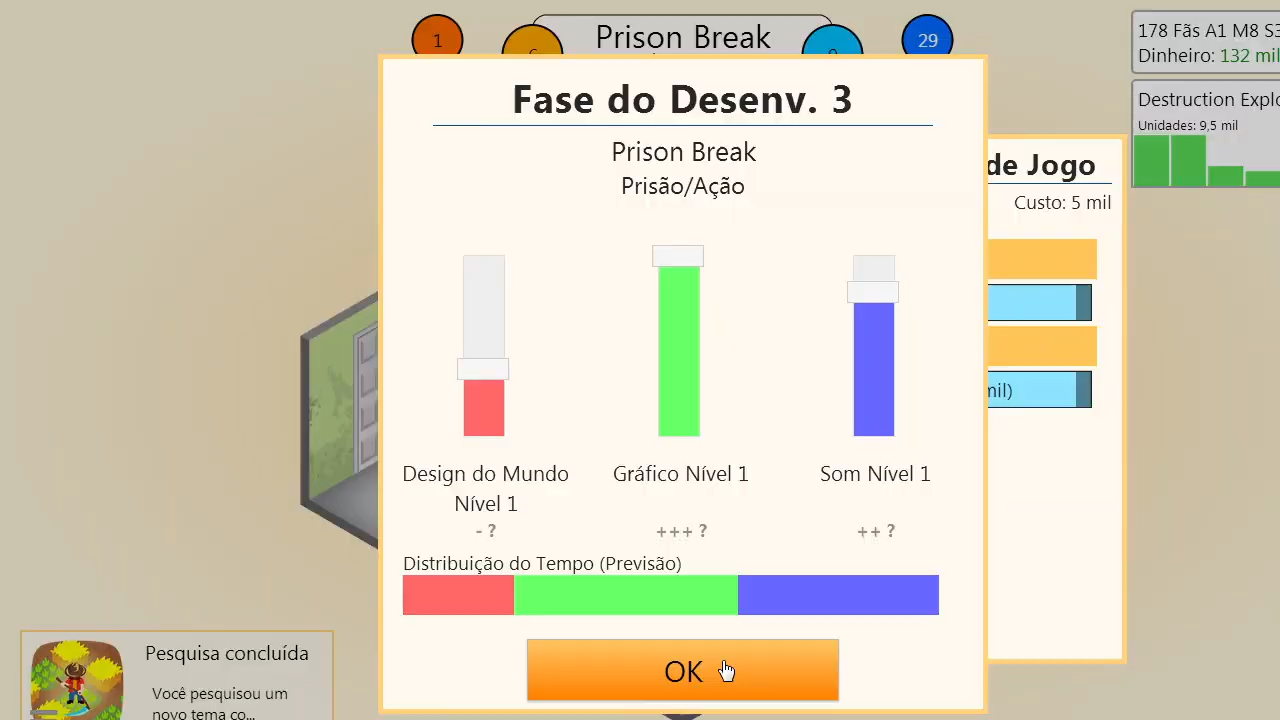 1
Prison Break
29
178 Fãs A1 M8 S3
Dinheiro: 132 mil
Destruction Explo
Unidades: 9,5 mil
Fase do Desenv. 3
Prison Break
Prisão/Ação
de Jogo
Custo: 5 mil
mil)
Design do Mundo
Nível 1
Gráfico Nível 1
Som Nível 1
- ?
+++ ?
++ ?
Distribuição do Tempo (Previsão)
OK
Pesquisa concluída
Você pesquisou um
novo tema co...